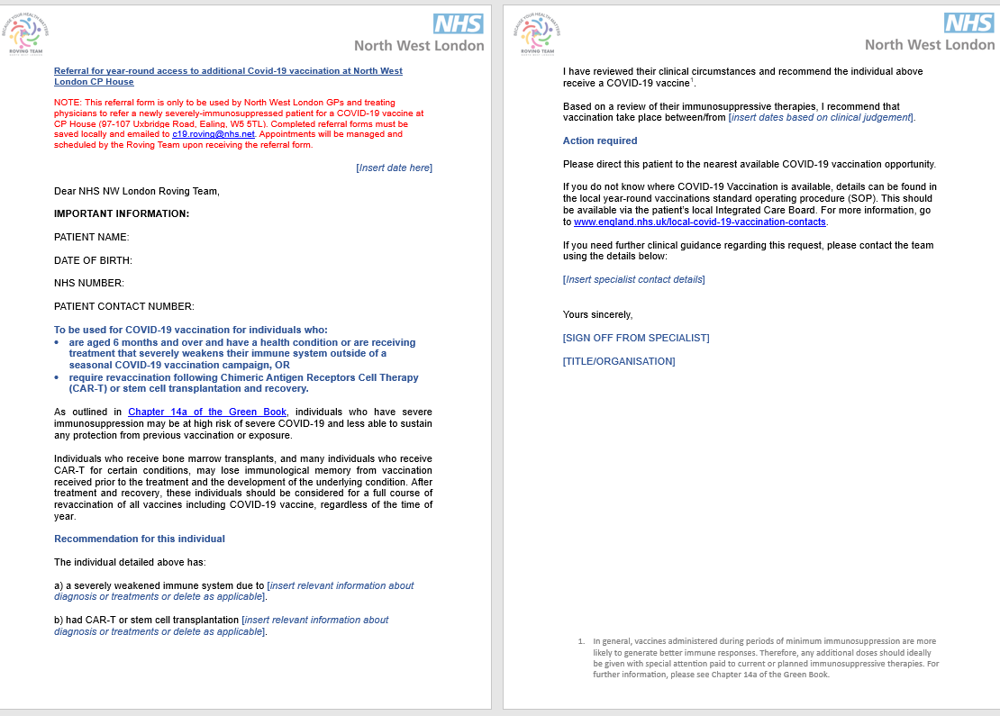 BECAUSE YOUR HEALTH MATTERS
ROVING TEAM
NHS
North West London
Referral for year-round access to additional Covid-19 vaccination at North West
London CP House
NOTE: This referral form is only to be used by North West London GPs and treating
physicians to refer a newly severely-immunosuppressed patient for a COVID-19 vaccine at
CP House (97-107 Uxbridge Road, Ealing, W5 5TL). Completed referral forms must be
saved locally and emailed to c19.roving@nhs.net. Appointments will be managed and
scheduled by the Roving Team upon receiving the referral form.
[Insert date here]
Dear NHS NW London Roving Team,
IMPORTANT INFORMATION:
PATIENT NAME:
DATE OF BIRTH:
NHS NUMBER:
PATIENT CONTACT NUMBER:
To be used for COVID-19 vaccination for individuals who:
• are aged 6 months and over and have a health condition or are receiving
treatment that severely weakens their immune system outside of a
seasonal COVID-19 vaccination campaign, OR
• require revaccination following Chimeric Antigen Receptors Cell Therapy
(CAR-T) or stem cell transplantation and recovery.
As outlined in Chapter 14a of the Green Book, individuals who have severe
immunosuppression may be at high risk of severe COVID-19 and less able to sustain
any protection from previous vaccination or exposure.
Individuals who receive bone marrow transplants, and many individuals who receive
CAR-T for certain conditions, may lose immunological memory from vaccination
received prior to the treatment and the development of the underlying condition. After
treatment and recovery, these individuals should be considered for a full course of
revaccination of all vaccines including COVID-19 vaccine, regardless of the time of
year.
Recommendation for this individual
The individual detailed above has:
a) a severely weakened immune system due to [insert relevant information about
diagnosis or treatments or delete as applicable].
b) had CAR-T or stem cell transplantation [insert relevant information about
diagnosis or treatments or delete as applicable].
BECAUSE YOUR HEALTH MATTERS
ROVING TEAM
NHS
North West London
I have reviewed their clinical circumstances and recommend the individual above
receive a COVID-19 vaccine1.
Based on a review of their immunosuppressive therapies, I recommend that
vaccination take place between/from [insert dates based on clinical judgement].
Action required
Please direct this patient to the nearest available COVID-19 vaccination opportunity.
If you do not know where COVID-19 Vaccination is available, details can be found in
the local year-round vaccinations standard operating procedure (SOP). This should
be available via the patient's local Integrated Care Board. For more information, go
to www.england.nhs.uk/local-covid-19-vaccination-contacts.
If you need further clinical guidance regarding this request, please contact the team
using the details below:
[Insert specialist contact details]
Yours sincerely,
[SIGN OFF FROM SPECIALIST]
[TITLE/ORGANISATION]
1. In general, vaccines administered during periods of minimum immunosuppression are more
likely to generate better immune responses. Therefore, any additional doses should ideally
be given with special attention paid to current or planned immunosuppressive therapies. For
further information, please see Chapter 14a of the Green Book.